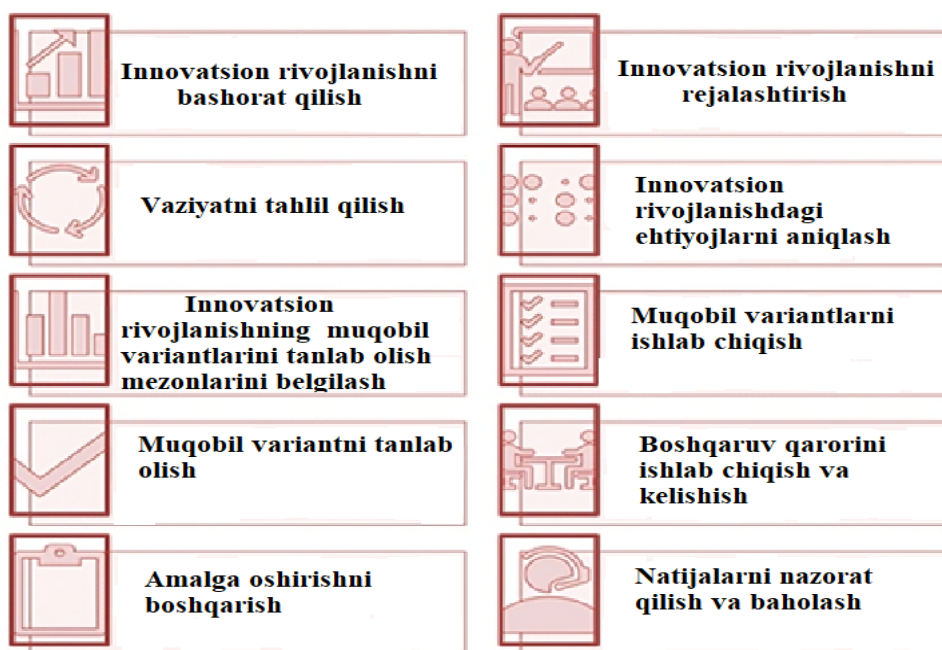 Innovatsion rivojlanishni
bashorat qilish
Innovatsion rivojlanishni
rejalashtirish
Vaziyatni tahlil qilish
Innovatsion
rivojlanishdagi
ehtiyojlarni aniqlash
Innovatsion
rivojlanishning muqobil
variantlarini tanlab olish
mezonlarini belgilash
Muqobil variantlarni
ishlab chiqish
Muqobil variantni tanlab
olish
Boshqaruv qarorini
ishlab chiqish va
kelishish
Amalga oshirishni
boshqarish
Natijalarni nazorat
qilish va baholash